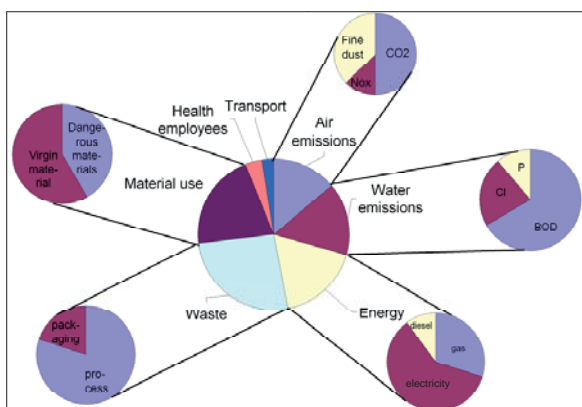 Fine
dust
CO2
Nox
Transport
Health
employees
Air
emissions
Dange-
rous mate-
rials
Virgin mate-
rial
Material use
Water
emissions
P
Cl
BOD
Waste
Energy
pack-
aging
pro-
cess
diesel
gas
electricity